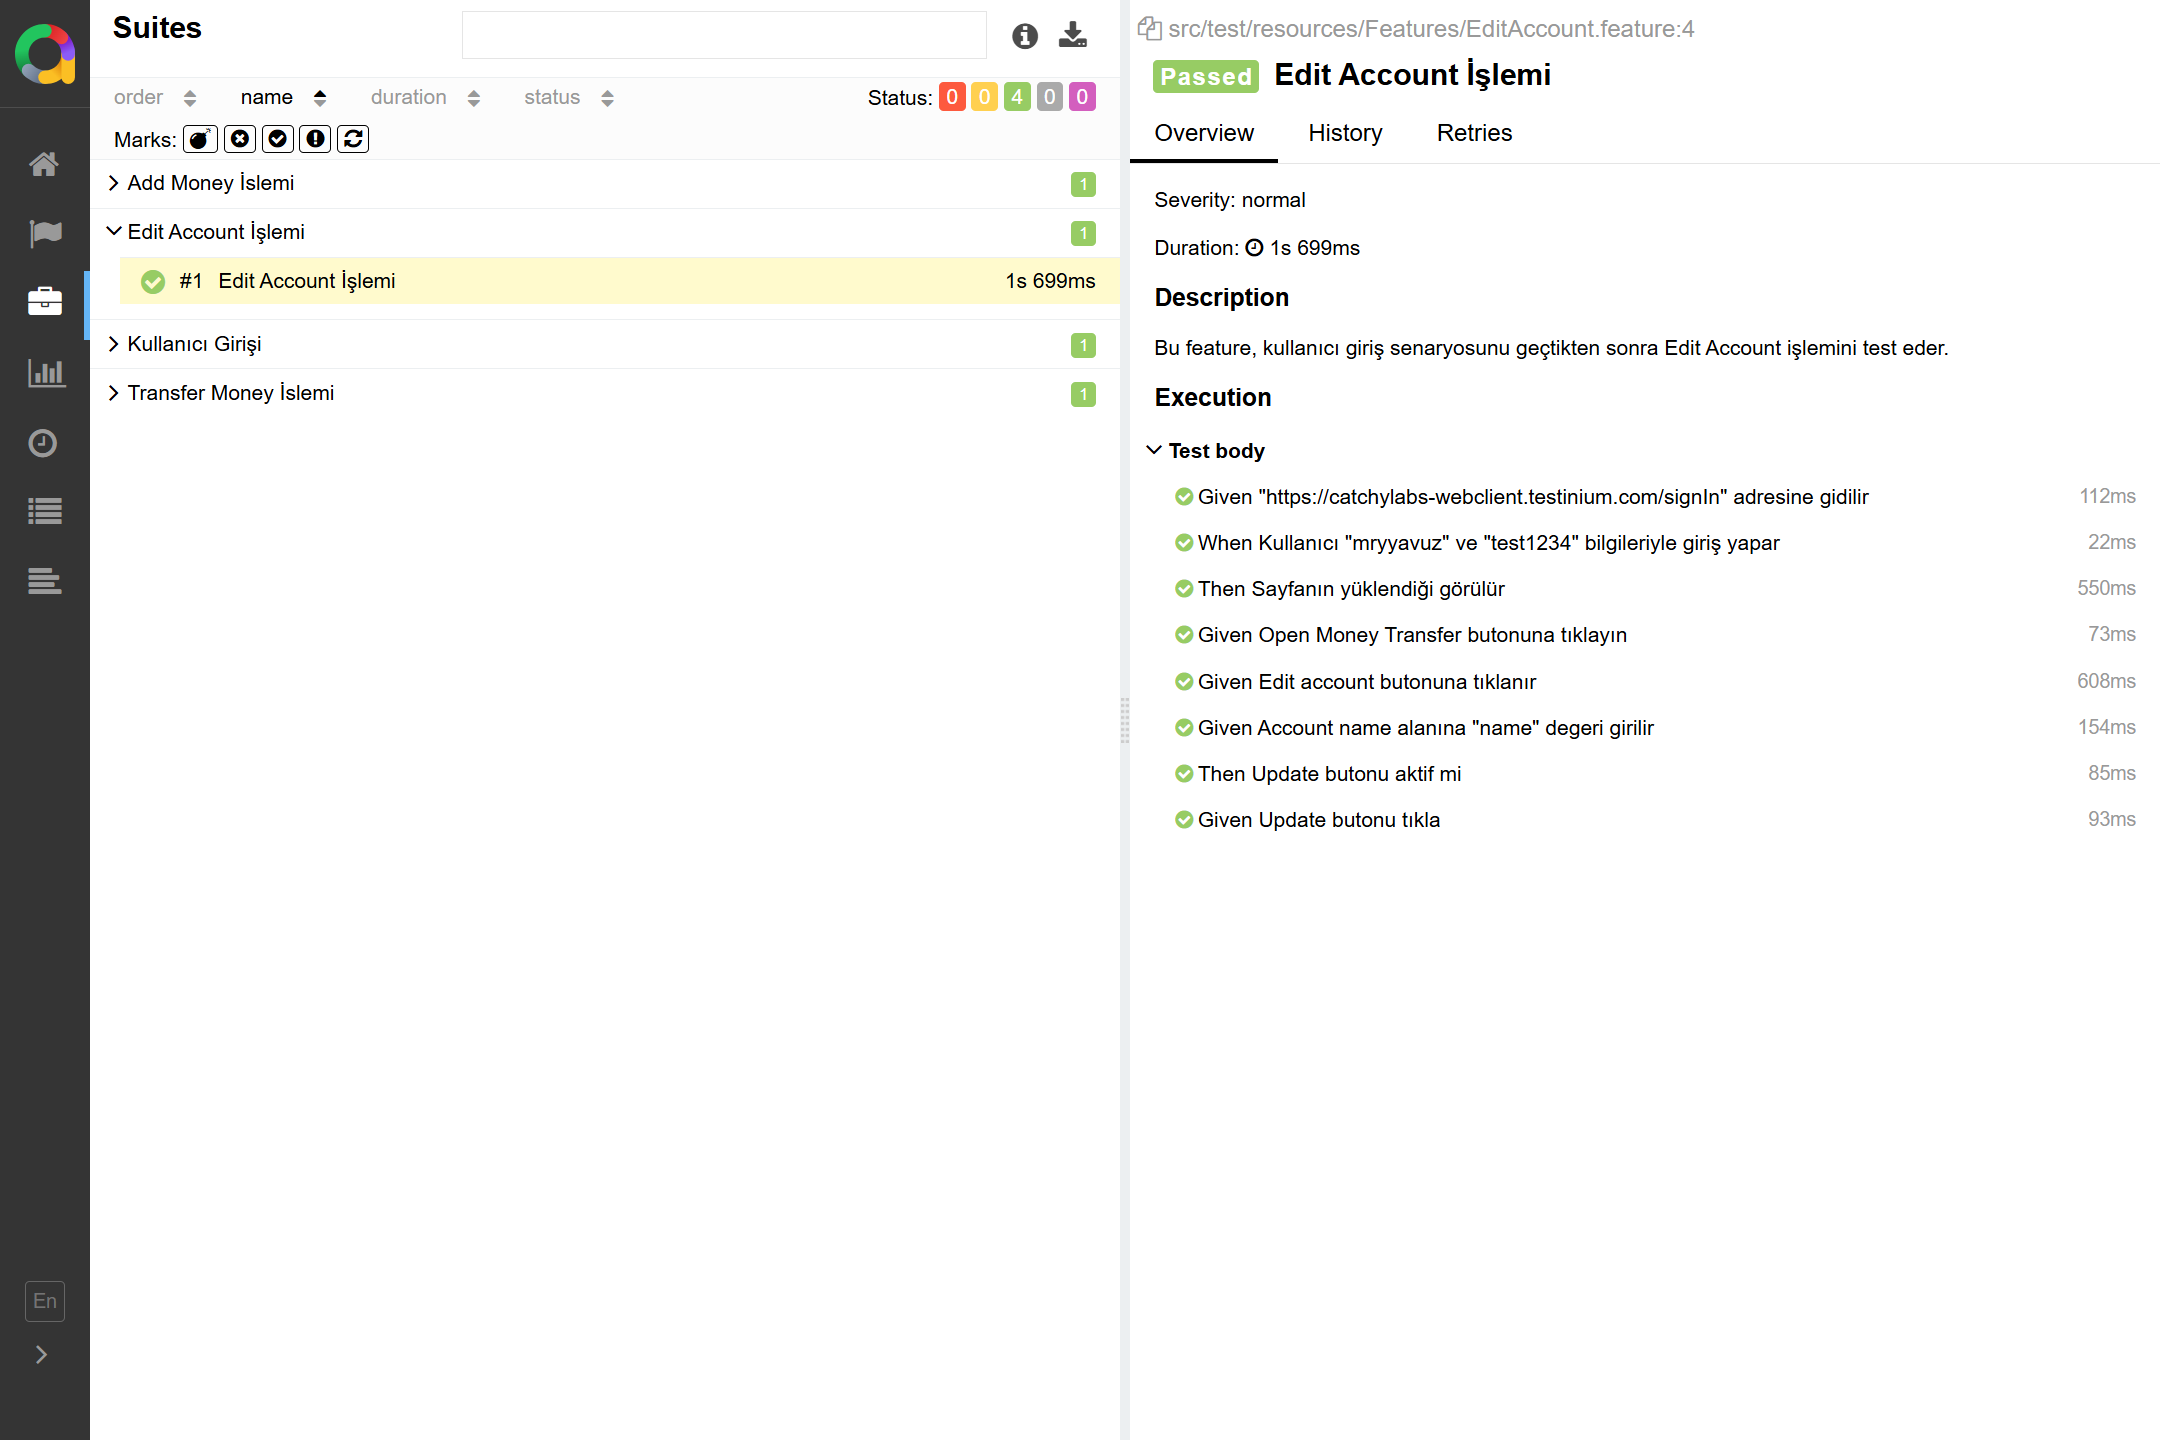 Suites
order name duration status Status: 0 0 4 0 0
Marks:
Add Money İslemi 1
Edit Account İşlemi 1
#1 Edit Account İşlemi 1s 699ms
Kullanıcı Girişi 1
Transfer Money İslemi 1
En
src/test/resources/Features/EditAccount.feature:4
Passed Edit Account İşlemi
Overview History Retries
Severity: normal
Duration: 1s 699ms
Description
Bu feature, kullanıcı giriş senaryosunu geçtikten sonra Edit Account işlemini test eder.
Execution
Test body
Given "https://catchylabs-webclient.testinium.com/signIn" adresine gidilir 112ms
When Kullanıcı "mryyavuz" ve "test1234" bilgileriyle giriş yapar 22ms
Then Sayfanın yüklendiği görülür 550ms
Given Open Money Transfer butonuna tıklayın 73ms
Given Edit account butonuna tıklanır 608ms
Given Account name alanına "name" degeri girilir 154ms
Then Update butonu aktif mi 85ms
Given Update butonu tıkla 93ms